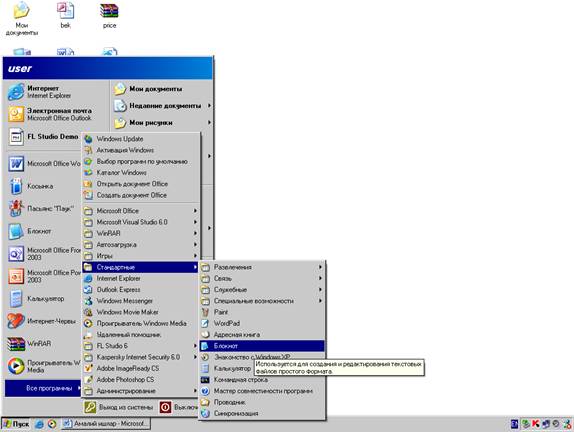 Мои документы
bek
price
user
Интернет
Internet Explorer
Электронная почта
Microsoft Office Outlook
FL Studio Demo
Microsoft Office Wo
Косынка
Пасьянс "Паук"
Блокнот
Microsoft Office Fron
2003
Microsoft Office Pow
2003
Калькулятор
Интернет-Червы
WinRAR
Проигрыватель Wi
Media
Все программы
Мои документы
Недавние документы
Мои рисунки
Windows Update
Активация Windows
Выбор программ по умолчанию
Каталог Windows
Открыть документ Office
Создать документ Office
Microsoft Office
Microsoft Visual Studio 6.0
WinRAR
Автозагрузка
Игры
Стандартные
Internet Explorer
Outlook Express
Windows Messenger
Windows Movie Maker
Проигрыватель Windows Media
Удаленный помощник
FL Studio 6
Kaspersky Internet Security 6.0
Adobe ImageReady CS
Adobe Photoshop CS
Администрирование
Развлечения
Связь
Служебные
Специальные возможности
Paint
WordPad
Адресная книга
Блокнот
Знакомство с Windows XP
Калькулятор
Используется для создания и редактирования текстовых
файлов простого формата.
Командная строка
Мастер совместимости программ
Проводник
Синхронизация
Выход из системы
Выключе
Пуск
Амалий ишлар - Microsof...
EN